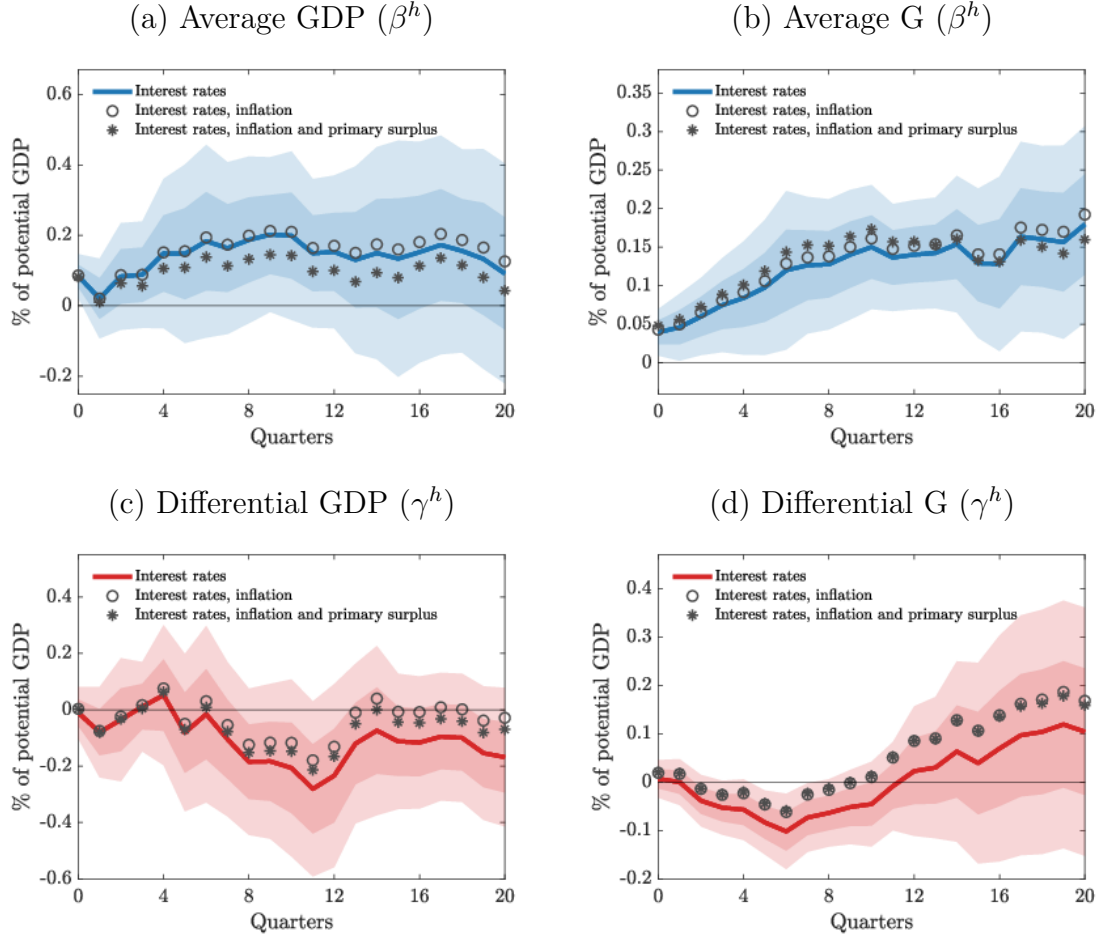 (a) Average GDP (β^h)
% of potential GDP
0.6
0.4
0.2
0
-0.2
Interest rates
Interest rates, inflation
Interest rates, inflation and primary surplus
0 4 8 12 16 20
Quarters
(b) Average G (β^h)
% of potential GDP
0.35
0.3
0.25
0.2
0.15
0.1
0.05
0
Interest rates
Interest rates, inflation
Interest rates, inflation and primary surplus
0 4 8 12 16 20
Quarters
(c) Differential GDP (γ^h)
% of potential GDP
0.4
0.2
0
-0.2
-0.4
-0.6
Interest rates
Interest rates, inflation
Interest rates, inflation and primary surplus
0 4 8 12 16 20
Quarters
(d) Differential G (γ^h)
% of potential GDP
0.4
0.3
0.2
0.1
0
-0.1
-0.2
Interest rates
Interest rates, inflation
Interest rates, inflation and primary surplus
0 4 8 12 16 20
Quarters